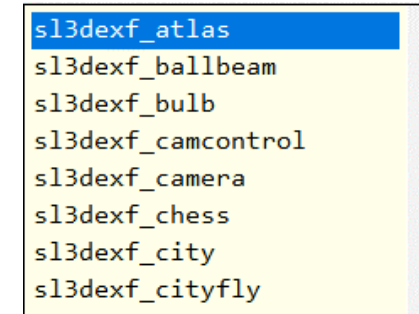 sl3dexf_atlas
sl3dexf_ballbeam
sl3dexf_bulb
sl3dexf_camcontrol
sl3dexf_camera
sl3dexf_chess
sl3dexf_city
sl3dexf_cityfly